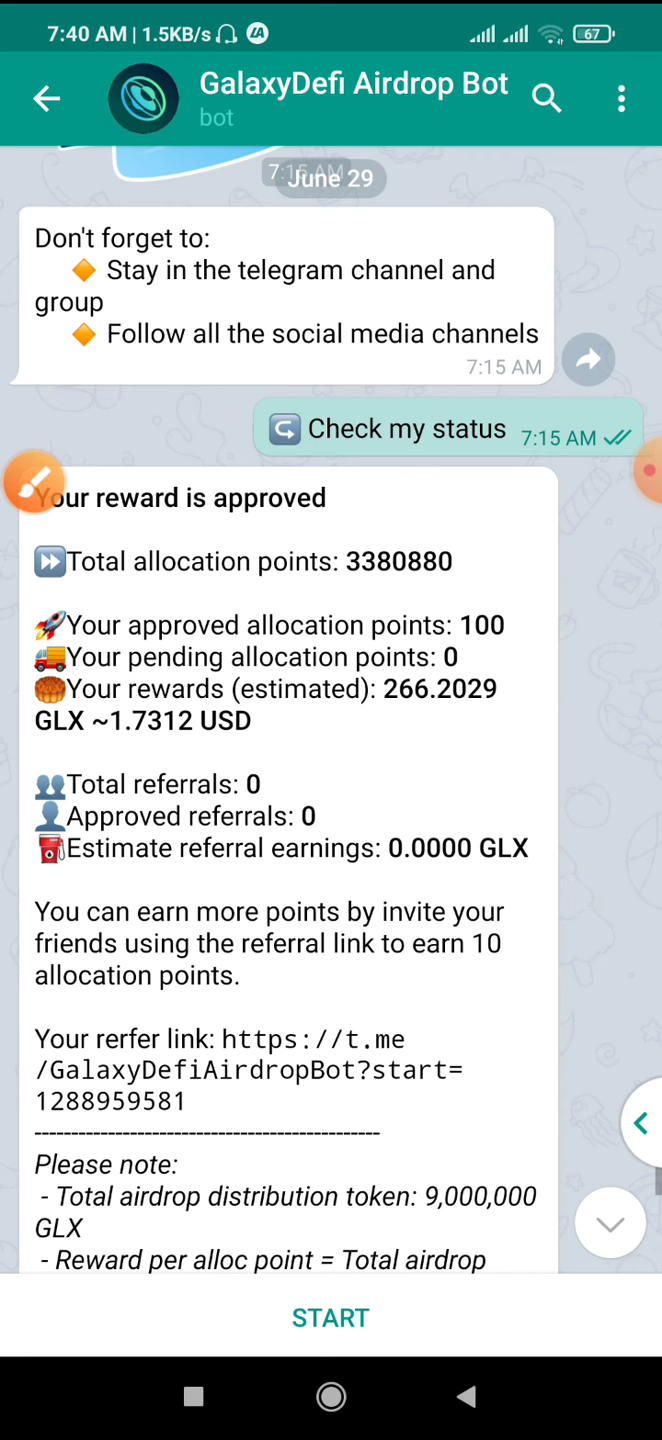 7:40 AM | 1.5KB/s
67
GalaxyDefi Airdrop Bot
bot
June 29
Don't forget to:
🔶 Stay in the telegram channel and
group
🔶 Follow all the social media channels
7:15 AM
↪️ Check my status 7:15 AM
Your reward is approved
⏩Total allocation points: 3380880
🚀Your approved allocation points: 100
🚚Your pending allocation points: 0
🥮Your rewards (estimated): 266.2029
GLX ~1.7312 USD
👥Total referrals: 0
👤Approved referrals: 0
⛽Estimate referral earnings: 0.0000 GLX
You can earn more points by invite your
friends using the referral link to earn 10
allocation points.
Your rerfer link: https://t.me
/GalaxyDefiAirdropBot?start=
1288959581
----------------------------------------------
Please note:
- Total airdrop distribution token: 9,000,000
GLX
- Reward per alloc point = Total airdrop
START